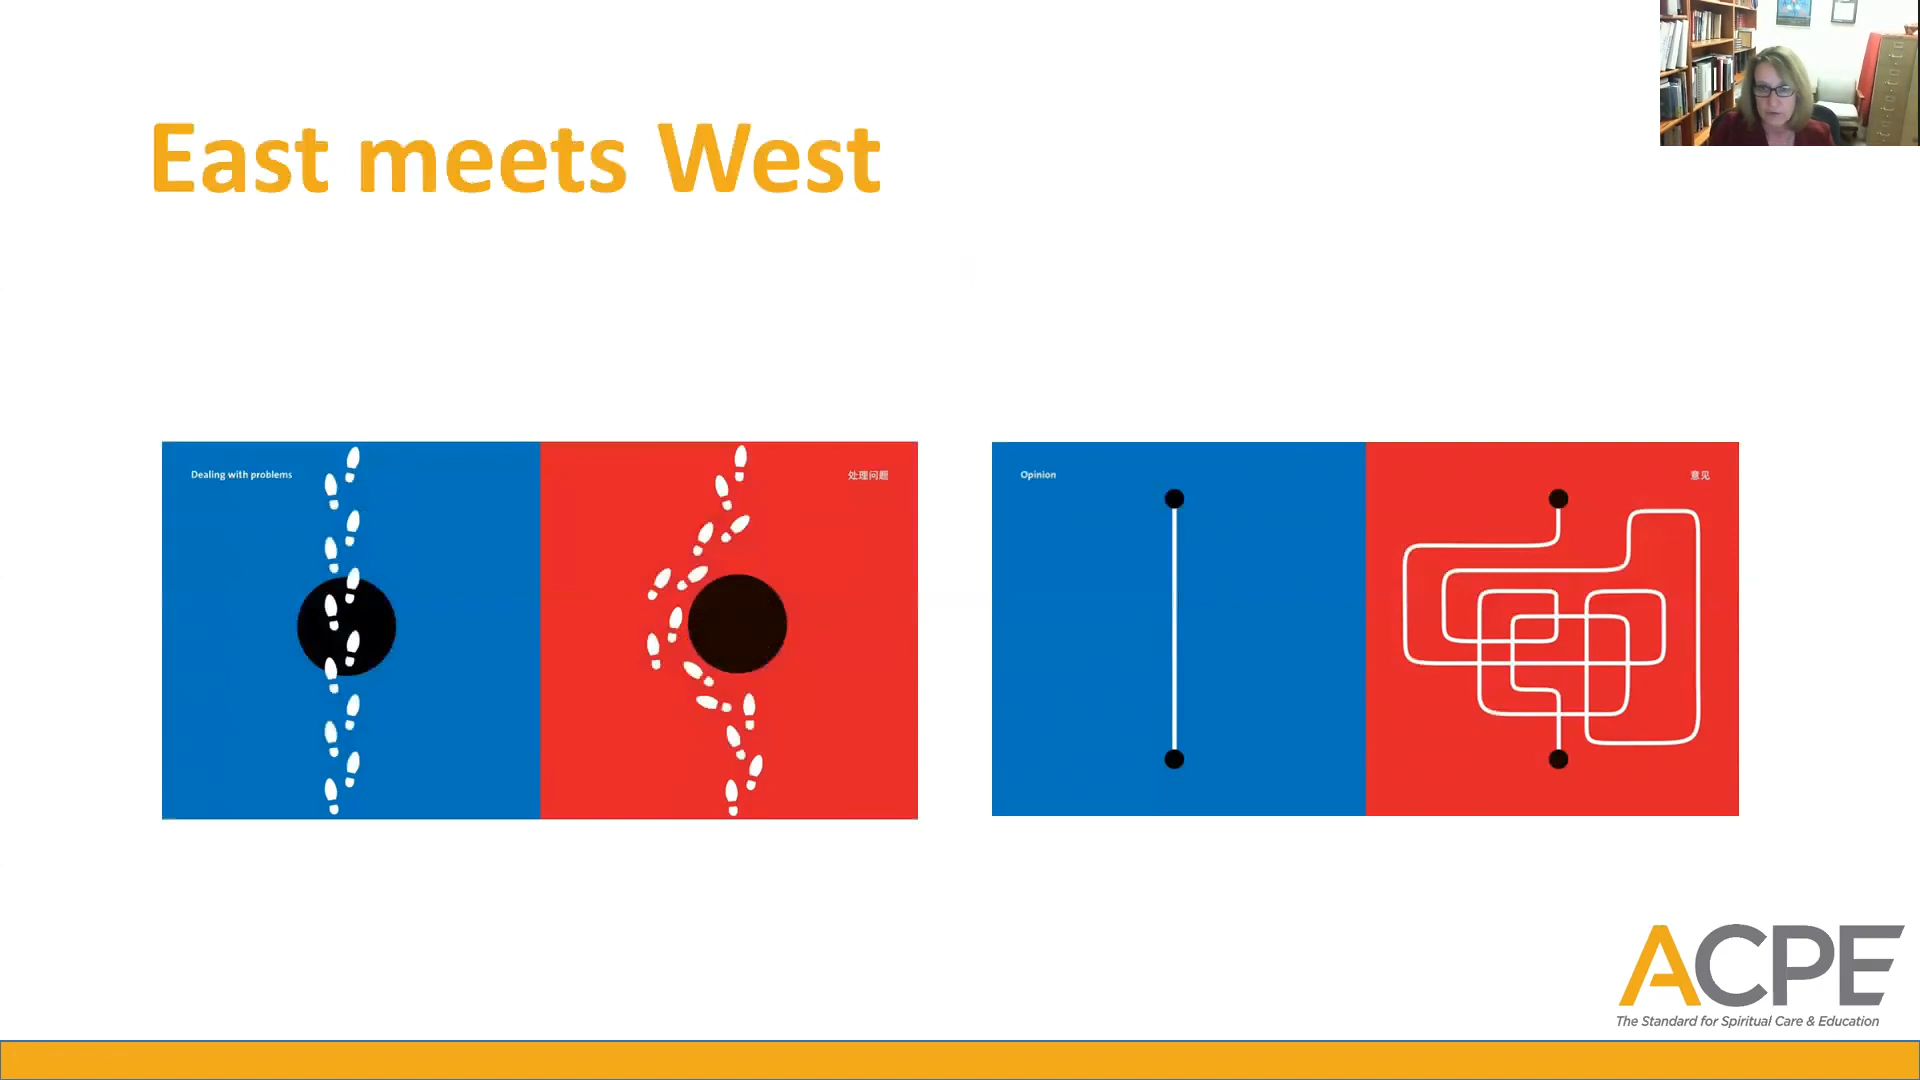 East meets West
Dealing with problems
处理问题
Opinion
意见
ACPE
The Standard for Spiritual Care & Education